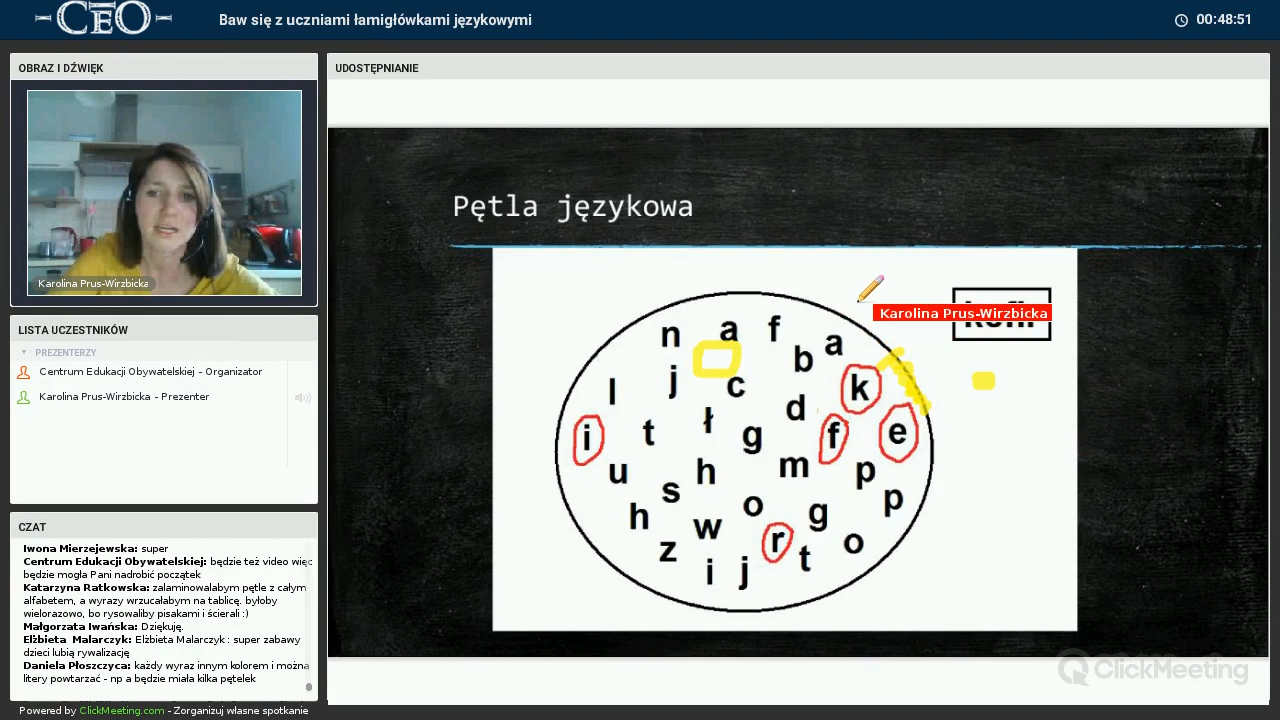 CEO
Baw się z uczniami łamigłówkami językowymi
00:48:51
OBRAZ I DŹWIĘK
Karolina Prus-Wirzbicka
LISTA UCZESTNIKÓW
PREZENTERZY
Centrum Edukacji Obywatelskiej - Organizator
Karolina Prus-Wirzbicka - Prezenter
CZAT
Iwona Mierzejewska: super
Centrum Edukacji Obywatelskiej: będzie też video więc
będzie mogła Pani nadrobić początek
Katarzyna Ratkowska: zalaminowalabym pętle z całym
alfabetem, a wyrazy wrzucałabym na tablicę, byłoby
wielorazowo, bo rysowaliby pisakami i ścierali :)
Małgorzata Iwańska: Dziękuję.
Elżbieta Malarczyk: Elżbieta Malarczyk : super zabawy
dzieci lubią rywalizację
Daniela Płoszczyca: każdy wyraz innym kolorem i można
litery powtarzać - np a będzie miała kilka pętelek
Powered by ClickMeeting.com - Zorganizuj własne spotkanie
UDOSTĘPNIANIE
Pętla językowa
Karolina Prus-Wirzbicka
n a f b a
l j c d k
i t ł g f e
u s h m p
h w o g p
z i j r t o
ClickMeeting